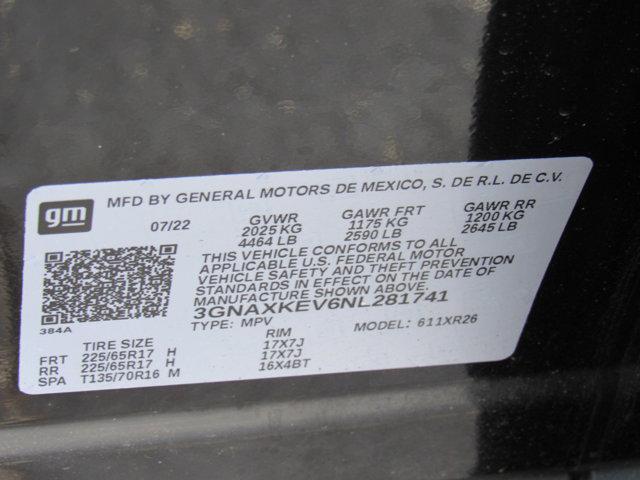 gm
MFD BY GENERAL MOTORS DE MEXICO, S. DE R.L. DE C.V.
07/22 GVWR GAWR FRT GAWR RR
2025 KG 1175 KG 1200 KG
4464 LB 2590 LB 2645 LB
THIS VEHICLE CONFORMS TO ALL
APPLICABLE U.S. FEDERAL MOTOR
VEHICLE SAFETY AND THEFT PREVENTION
STANDARDS IN EFFECT ON THE DATE OF
MANUFACTURE SHOWN ABOVE.
3GNAXKEV6NL281741
TYPE: MPV MODEL: 611XR26
384A
TIRE SIZE RIM
FRT 225/65R17 H 17X7J
RR 225/65R17 H 17X7J
SPA T135/70R16 M 16X4BT